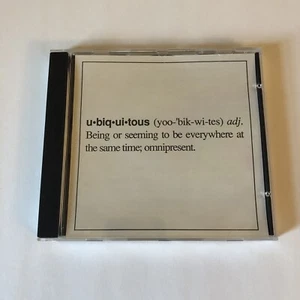 u•biq•ui•tous (yoo-'bik-wi-tes) adj.
Being or seeming to be everywhere at
the same time; omnipresent.